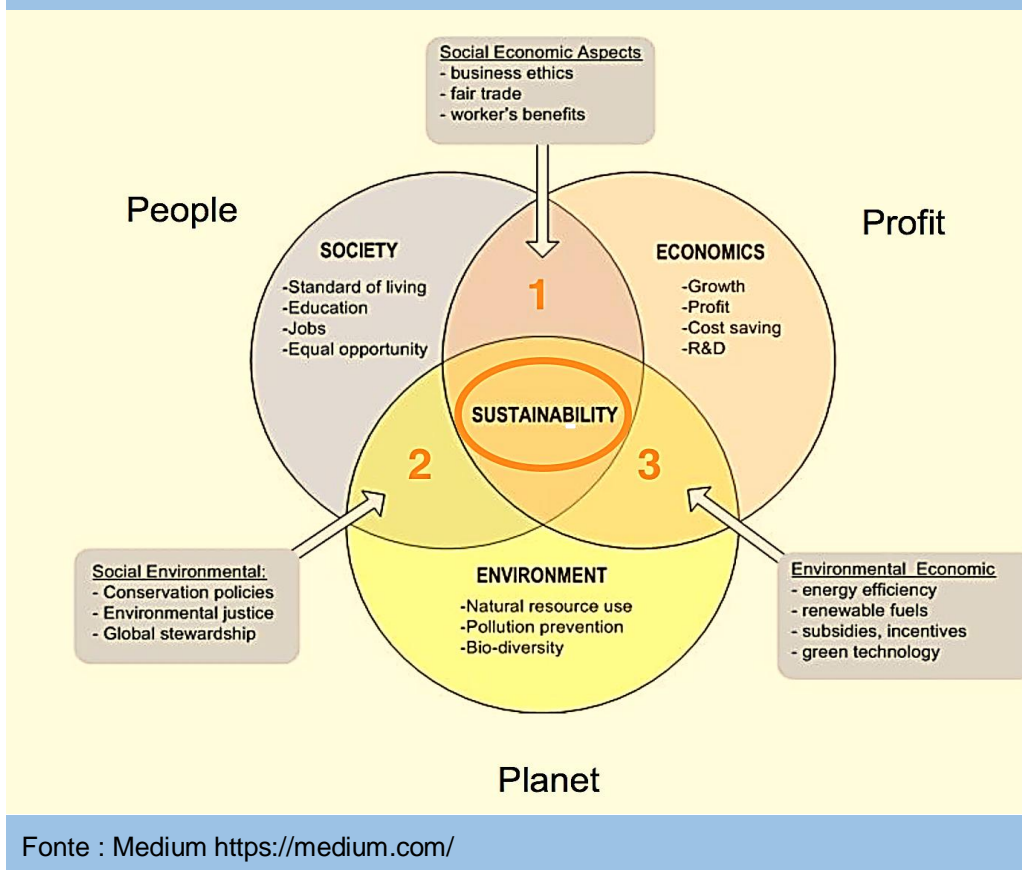 Social Economic Aspects
- business ethics
- fair trade
- worker's benefits
People
Profit
SOCIETY
-Standard of living
-Education
-Jobs
-Equal opportunity
1
ECONOMICS
-Growth
-Profit
-Cost saving
-R&D
SUSTAINABILITY
2
3
Social Environmental:
- Conservation policies
- Environmental justice
- Global stewardship
ENVIRONMENT
-Natural resource use
-Pollution prevention
-Bio-diversity
Environmental Economic
- energy efficiency
- renewable fuels
- subsidies, incentives
- green technology
Planet
Fonte : Medium https://medium.com/